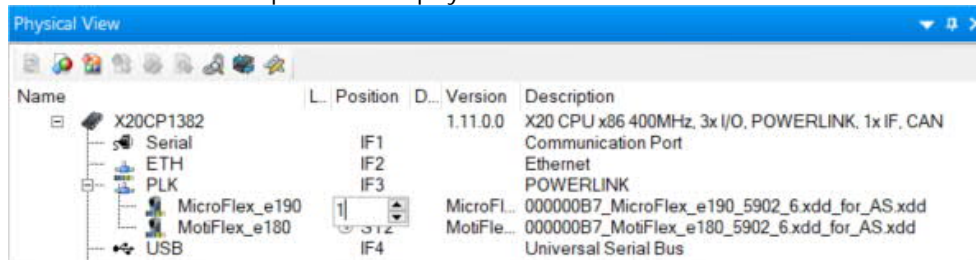 Physical View
Name L.. Position D... Version Description
X20CP1382 1.11.0.0 X20 CPU x86 400MHz, 3x I/O, POWERLINK, 1x IF, CAN
Serial IF1 Communication Port
ETH IF2 Ethernet
PLK IF3 POWERLINK
MicroFlex_e190 1 MicroFl... 000000B7_MicroFlex_e190_5902_6.xdd_for_AS.xdd
MotiFlex_e180 ST2 MotiFle... 000000B7_MotiFlex_e180_5902_6.xdd_for_AS.xdd
USB IF4 Universal Serial Bus